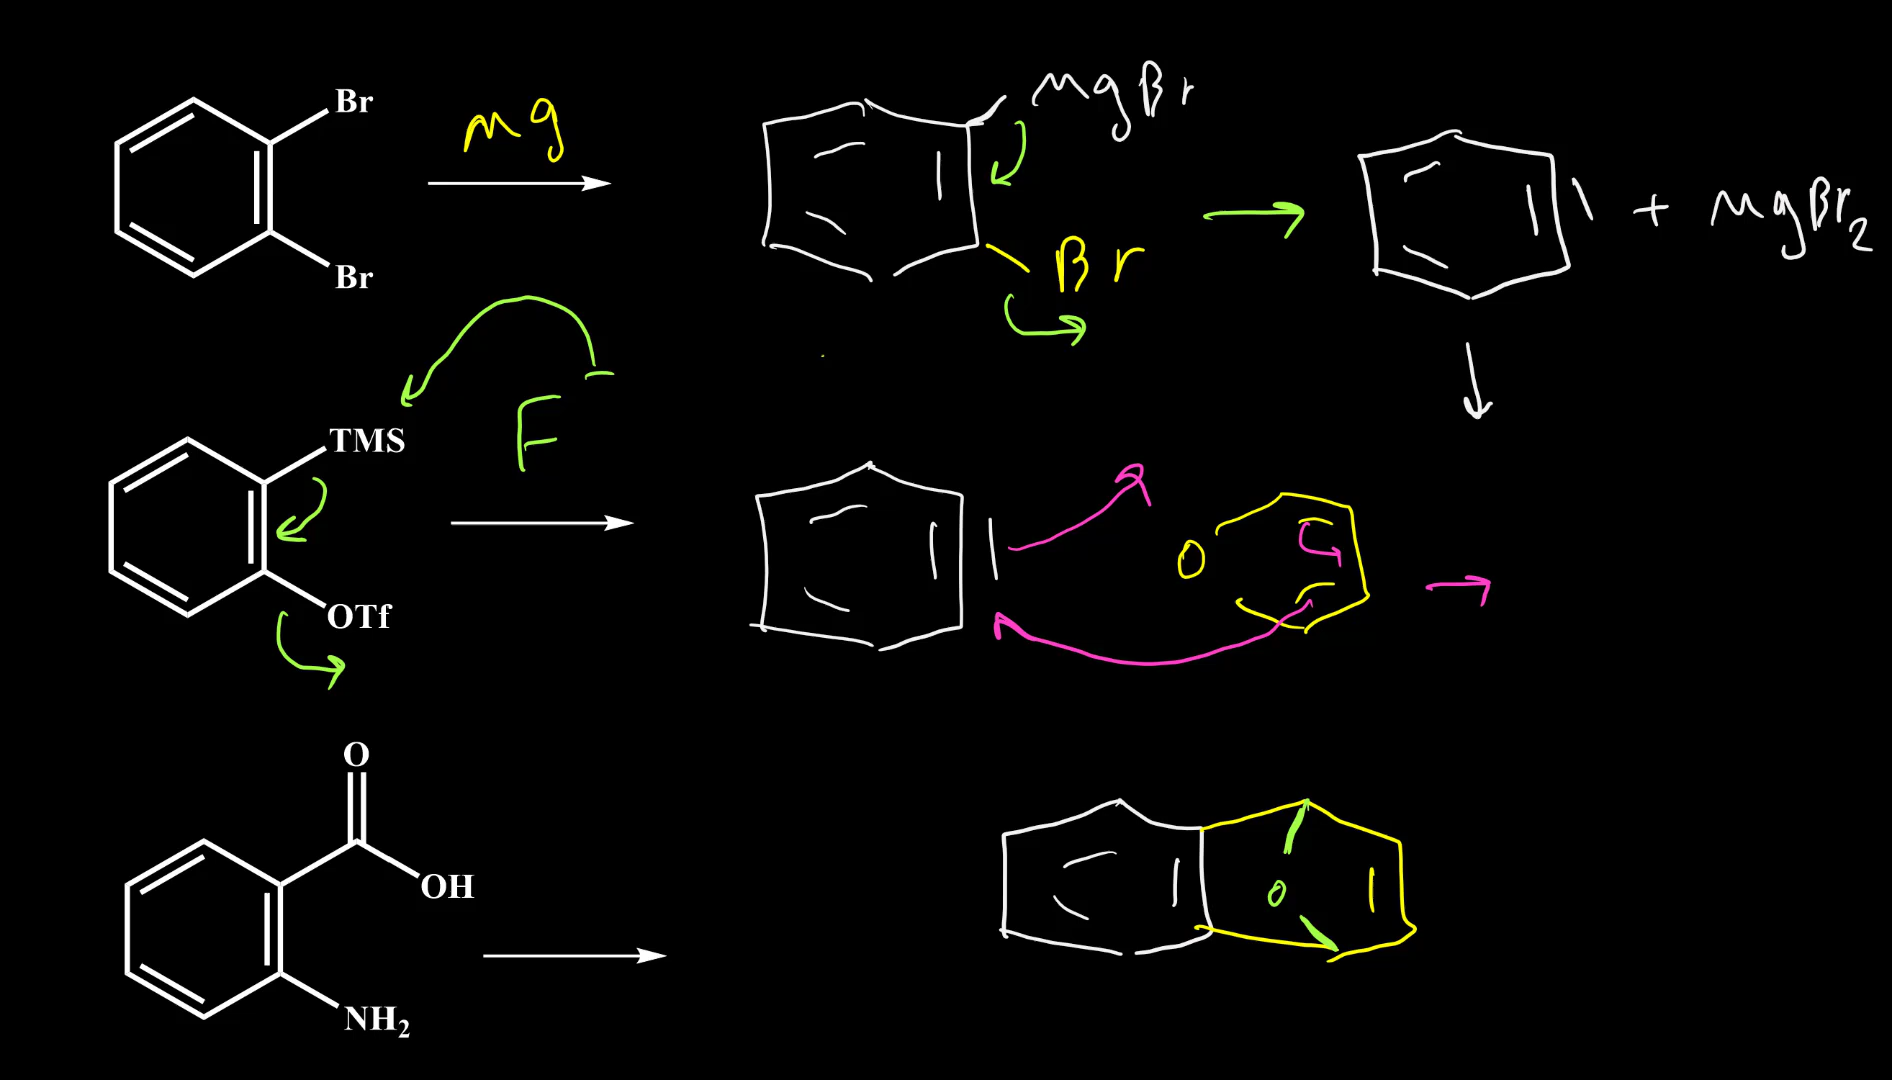 Br
Br
Mg
MgBr
Br
+ MgBr₂
TMS
OTf
F⁻
O
O
OH
NH₂
O